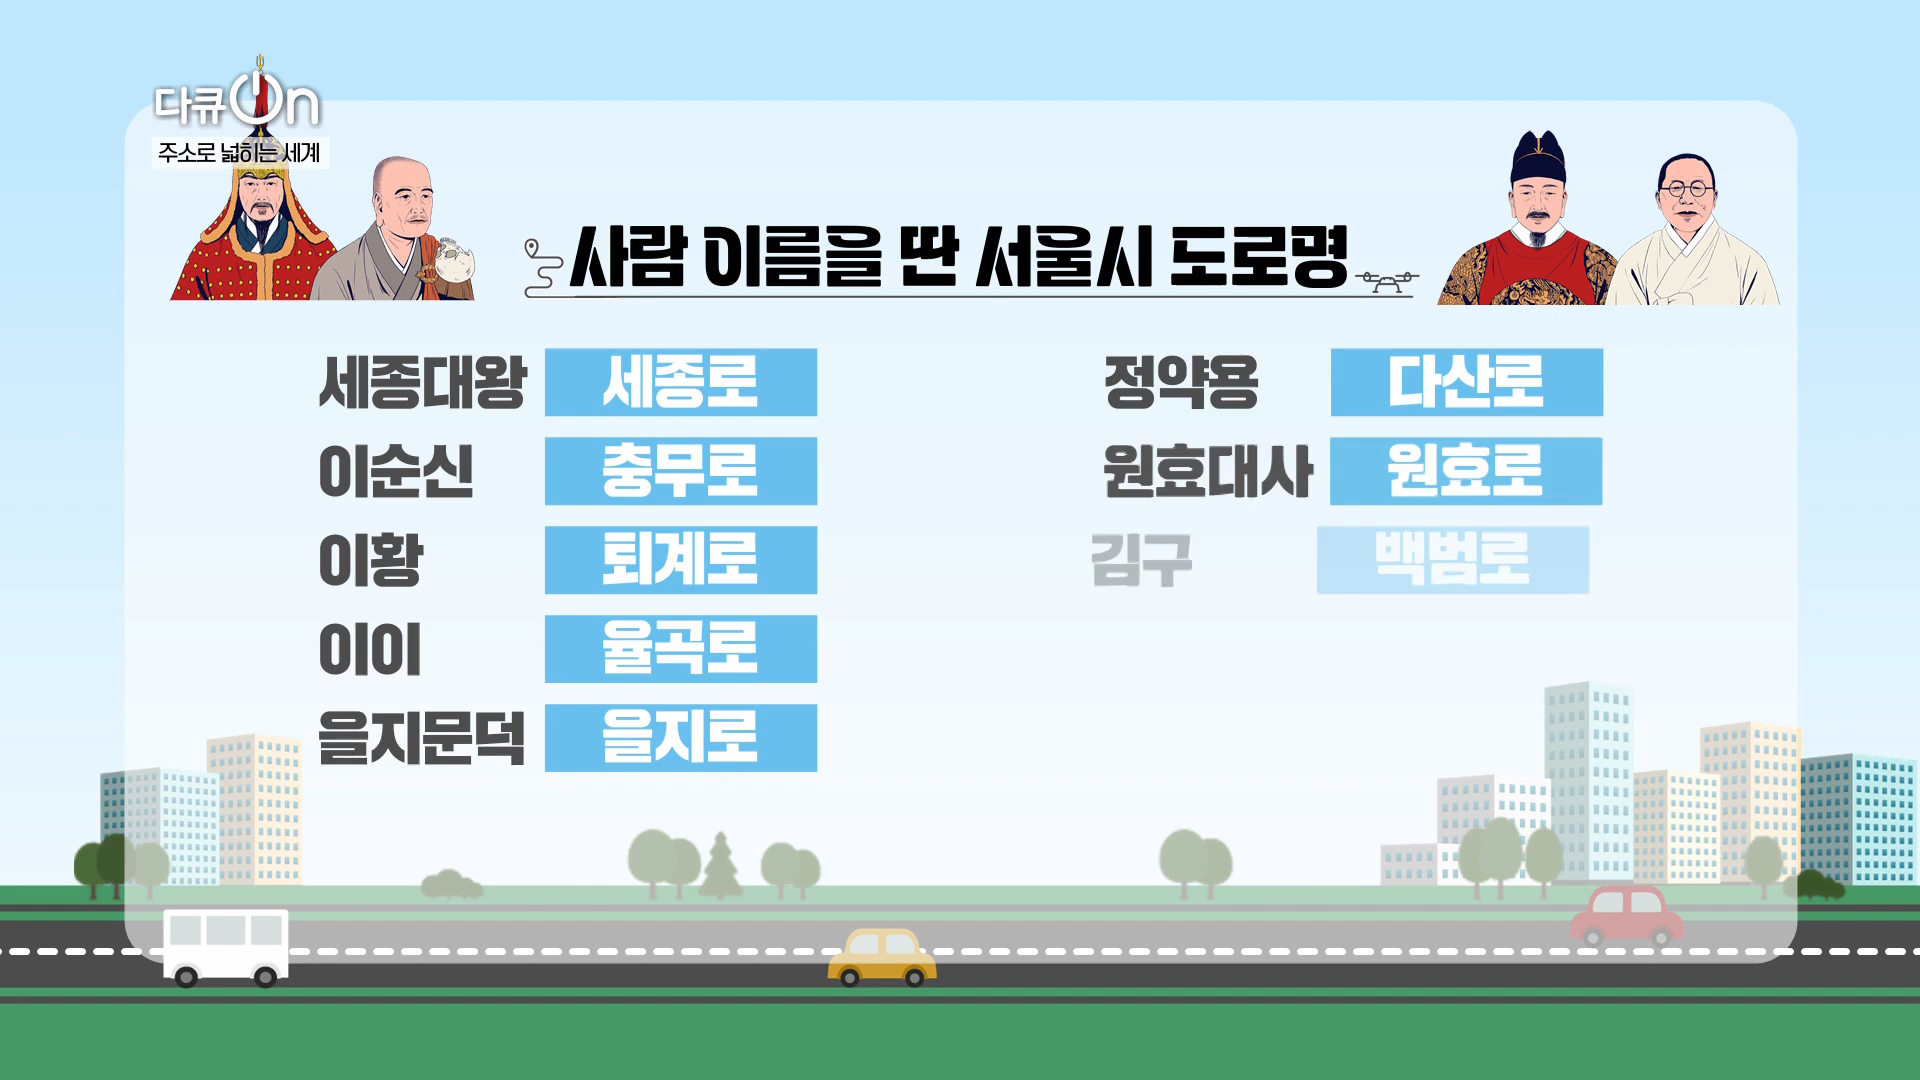 다큐On
주소로 넓히는 세계
사람 이름을 딴 서울시 도로명
세종대왕 세종로
이순신 충무로
이황 퇴계로
이이 율곡로
을지문덕 을지로
정약용 다산로
원효대사 원효로
김구 백범로